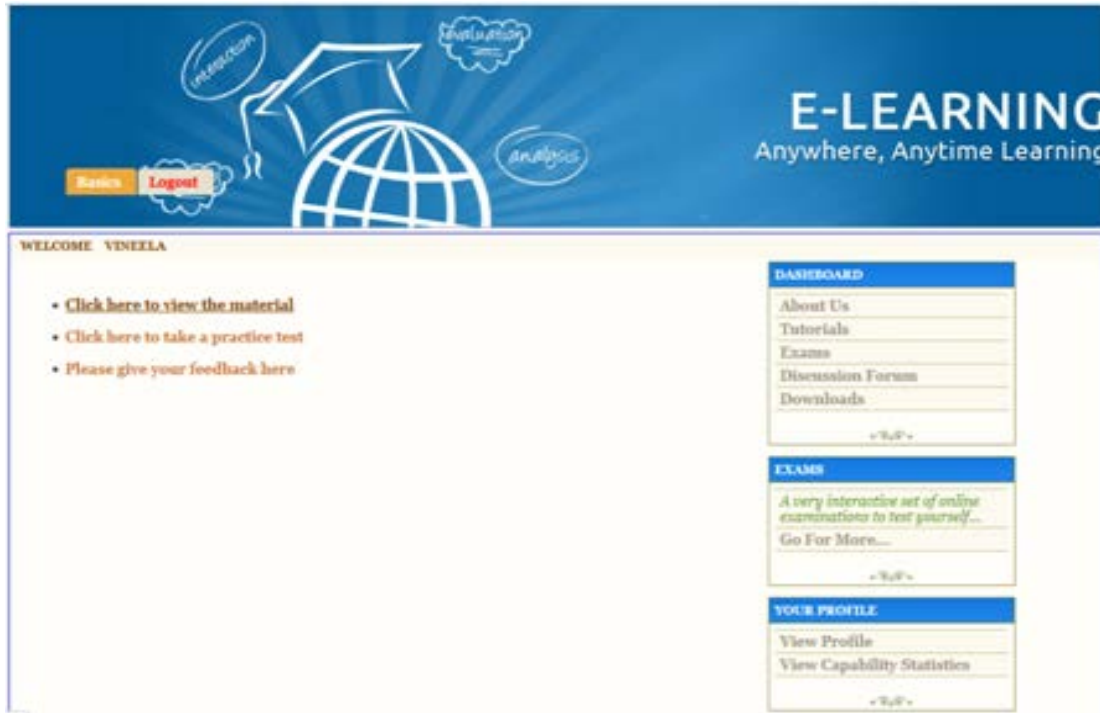 interaction
evaluation
analysis
E-LEARNING
Anywhere, Anytime Learning
Basics
Logout
WELCOME VINEELA
Click here to view the material
Click here to take a practice test
Please give your feedback here
DASHBOARD
About Us
Tutorials
Exams
Discussion Forum
Downloads
EXAMS
A very interactive set of online
examinations to test yourself...
Go For More...
YOUR PROFILE
View Profile
View Capability Statistics